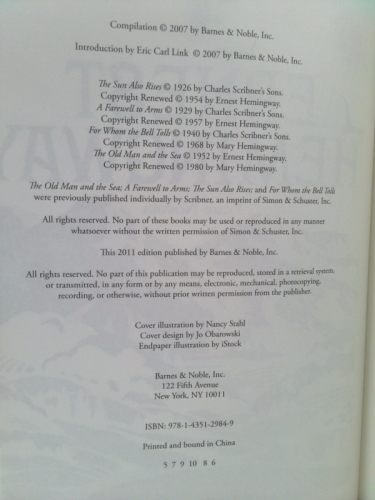 Compilation © 2007 by Barnes & Noble, Inc.
Introduction by Eric Carl Link © 2007 by Barnes & Noble, Inc.
The Sun Also Rises © 1926 by Charles Scribner's Sons.
Copyright Renewed © 1954 by Ernest Hemingway.
A Farewell to Arms © 1929 by Charles Scribner's Sons.
Copyright Renewed © 1957 by Ernest Hemingway.
For Whom the Bell Tolls © 1940 by Charles Scribner's Sons.
Copyright Renewed © 1968 by Mary Hemingway.
The Old Man and the Sea © 1952 by Ernest Hemingway.
Copyright Renewed © 1980 by Mary Hemingway.
The Old Man and the Sea; A Farewell to Arms; The Sun Also Rises; and For Whom the Bell Tolls
were previously published individually by Scribner, an imprint of Simon & Schuster, Inc.
All rights reserved. No part of these books may be used or reproduced in any manner
whatsoever without the written permission of Simon & Schuster, Inc.
This 2011 edition published by Barnes & Noble, Inc.
All rights reserved. No part of this publication may be reproduced, stored in a retrieval system,
or transmitted, in any form or by any means, electronic, mechanical, photocopying,
recording, or otherwise, without prior written permission from the publisher.
Cover illustration by Nancy Stahl
Cover design by Jo Obarowski
Endpaper illustration by iStock
Barnes & Noble, Inc.
122 Fifth Avenue
New York, NY 10011
ISBN: 978-1-4351-2984-9
Printed and bound in China
5 7 9 10 8 6